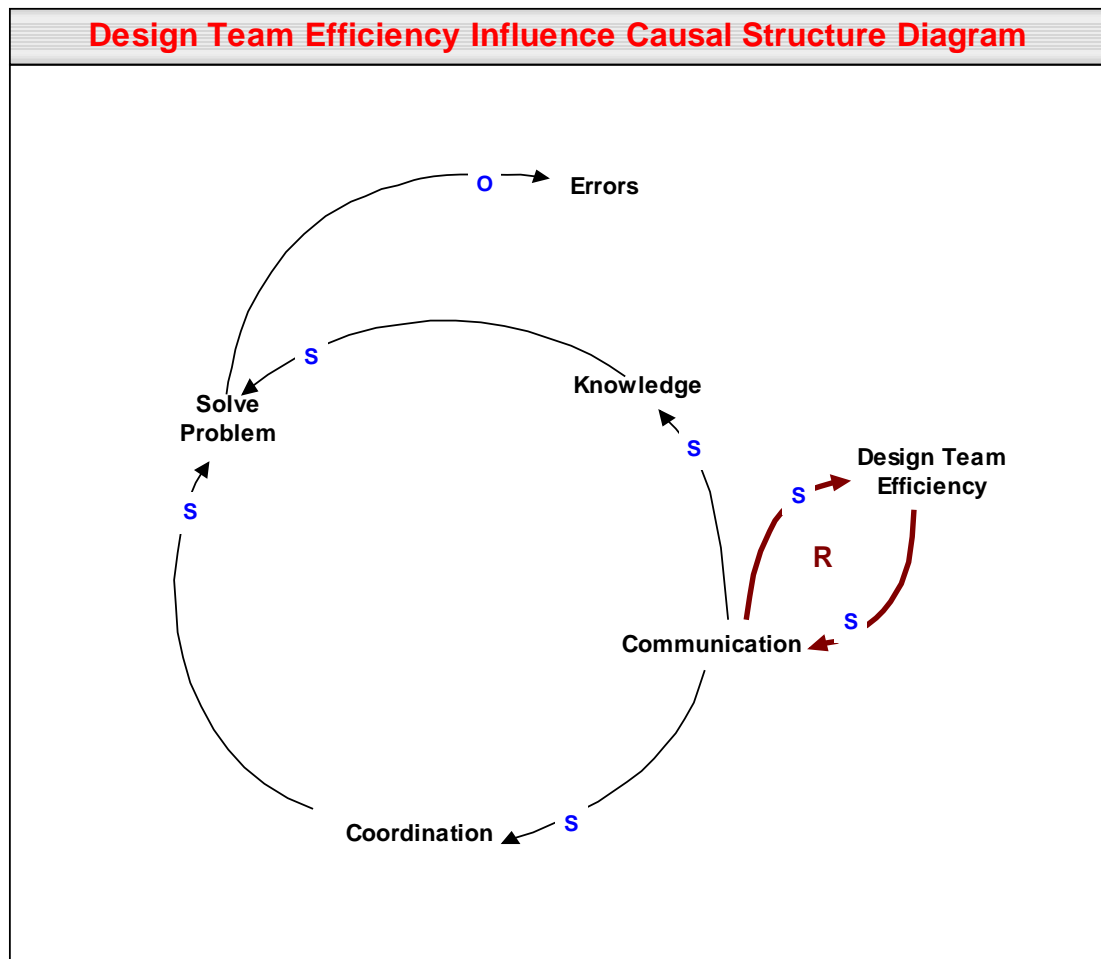 Design Team Efficiency Influence Causal Structure Diagram
O
Errors
S
Knowledge
Solve
Problem
S
Design Team
Efficiency
S
S
R
S
Communication
S
Coordination